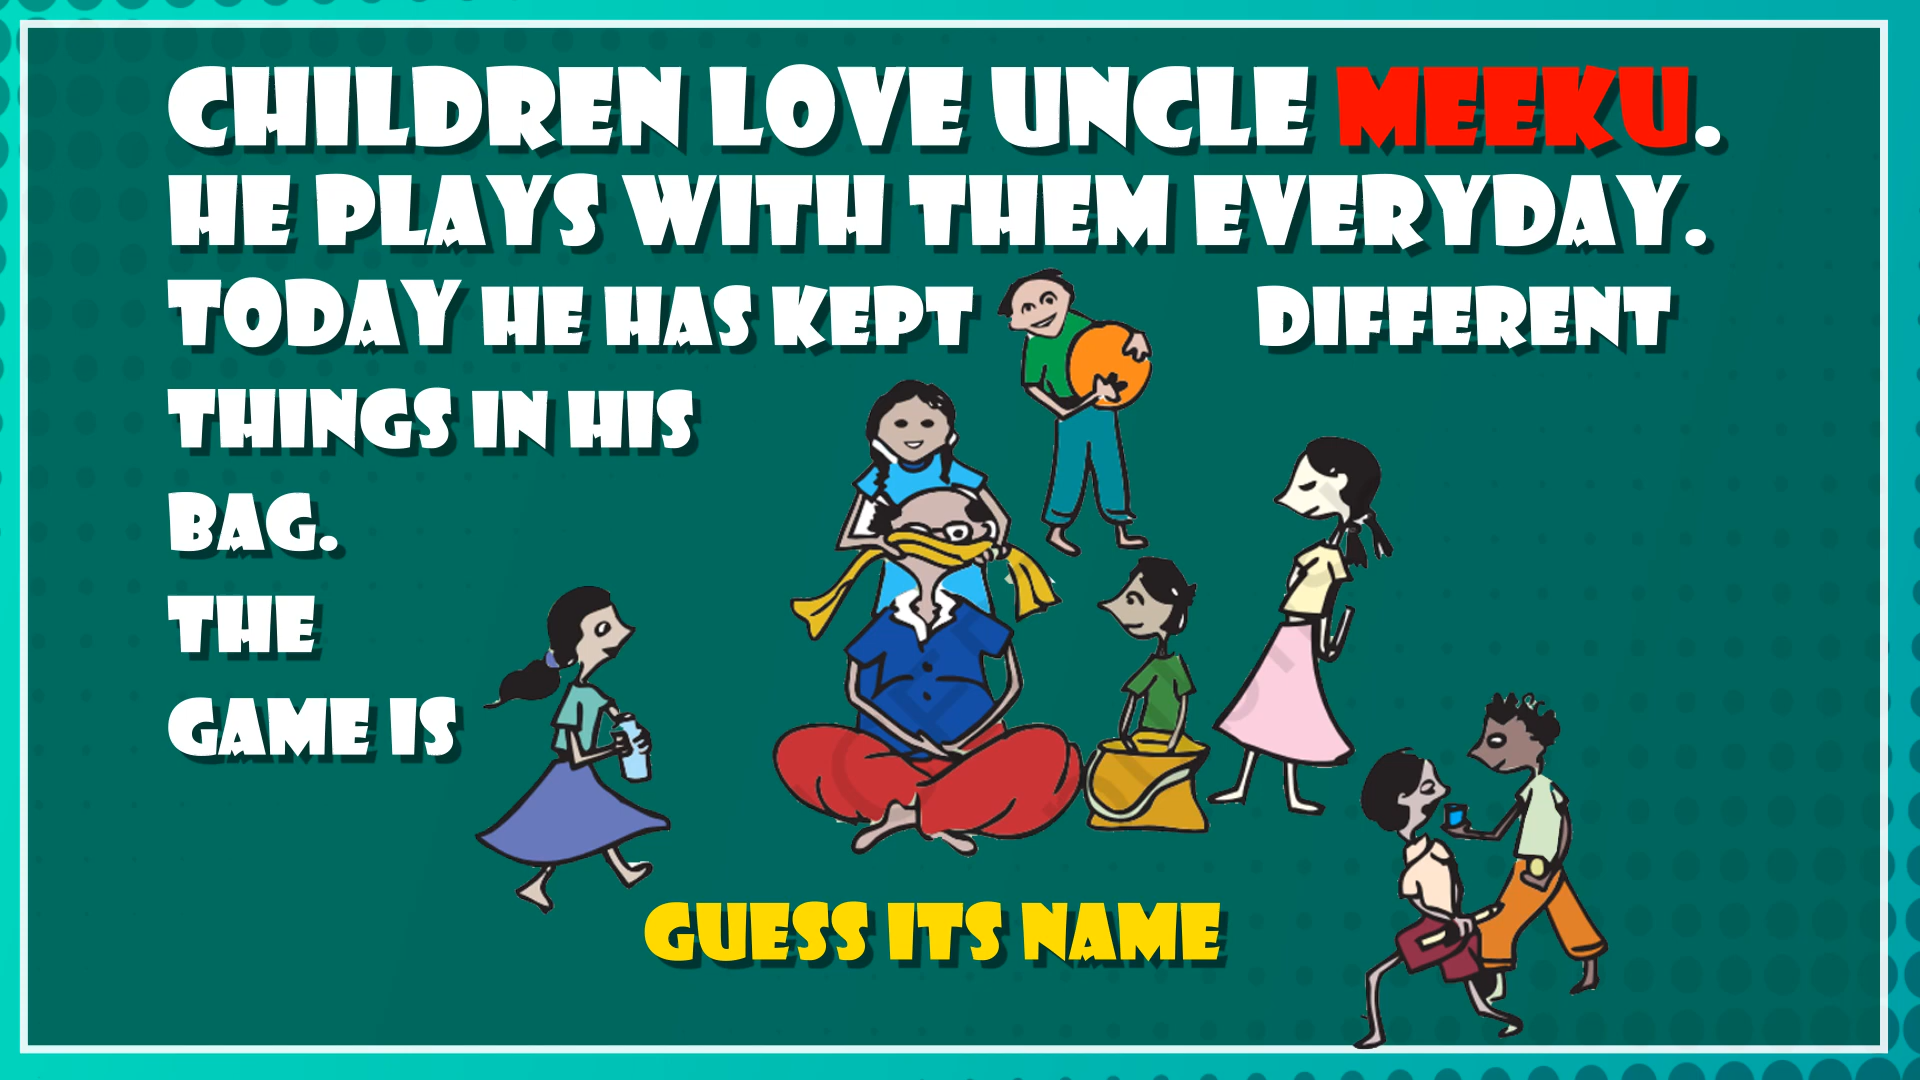 CHILDREN LOVE UNCLE MEEKU.
HE PLAYS WITH THEM EVERYDAY.
TODAY HE HAS KEPT DIFFERENT
THINGS IN HIS
BAG.
THE
GAME IS
GUESS ITS NAME